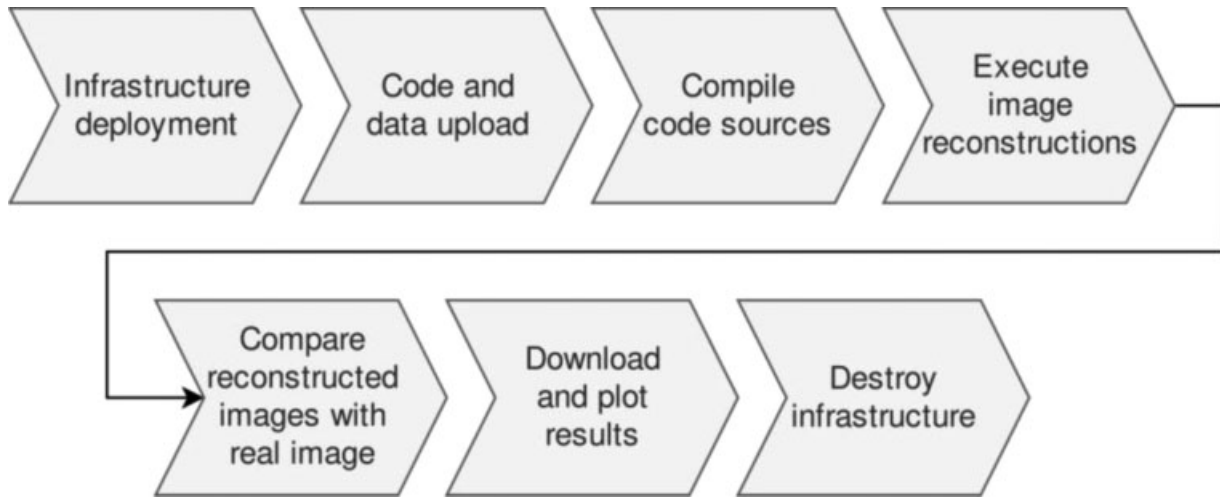 Infrastructure
deployment
Code and
data upload
Compile
code sources
Execute
image
reconstructions
Compare
reconstructed
images with
real image
Download
and plot
results
Destroy
infrastructure